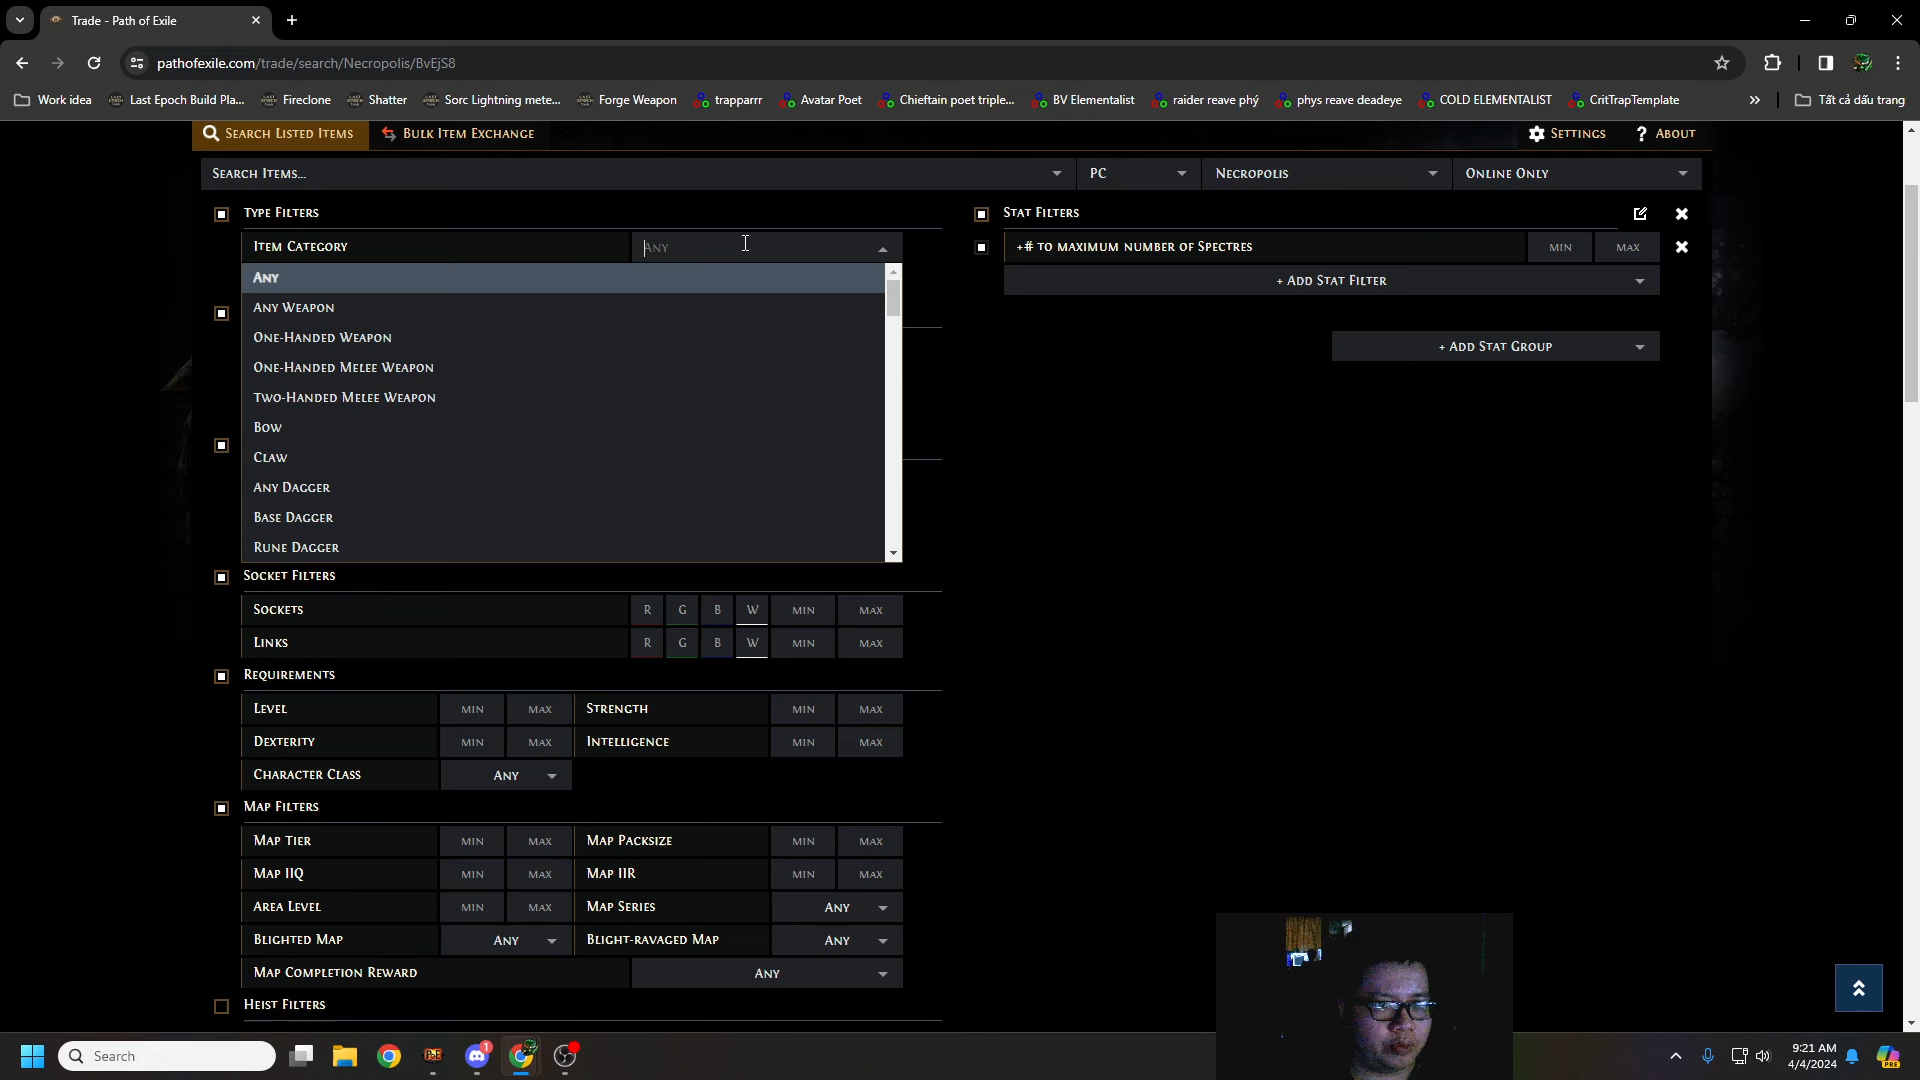 Trade - Path of Exile
pathofexile.com/trade/search/Necropolis/BvEjS8
Work idea Last Epoch Build Pla... Fireclone Shatter Sorc Lightning mete... Forge Weapon trapparrr Avatar Poet Chieftain poet triple... BV Elementalist raider reave phý phys reave deadeye COLD ELEMENTALIST CritTrapTemplate » Tất cả dấu trang
Search Listed Items Bulk Item Exchange Settings ? About
Search Items... PC Necropolis Online Only
Type Filters Stat Filters
Item Category Any +# to maximum number of Spectres MIN MAX
Any + Add Stat Filter
Any Weapon
One-Handed Weapon + Add Stat Group
One-Handed Melee Weapon
Two-Handed Melee Weapon
Bow
Claw
Any Dagger
Base Dagger
Rune Dagger
Socket Filters
Sockets R G B W MIN MAX
Links R G B W MIN MAX
Requirements
Level MIN MAX Strength MIN MAX
Dexterity MIN MAX Intelligence MIN MAX
Character Class Any
Map Filters
Map Tier MIN MAX Map Packsize MIN MAX
Map IIQ MIN MAX Map IIR MIN MAX
Area Level MIN MAX Map Series Any
Blighted Map Any Blight-ravaged Map Any
Map Completion Reward Any
Heist Filters
Search 1 9:21 AM
4/4/2024 PRE